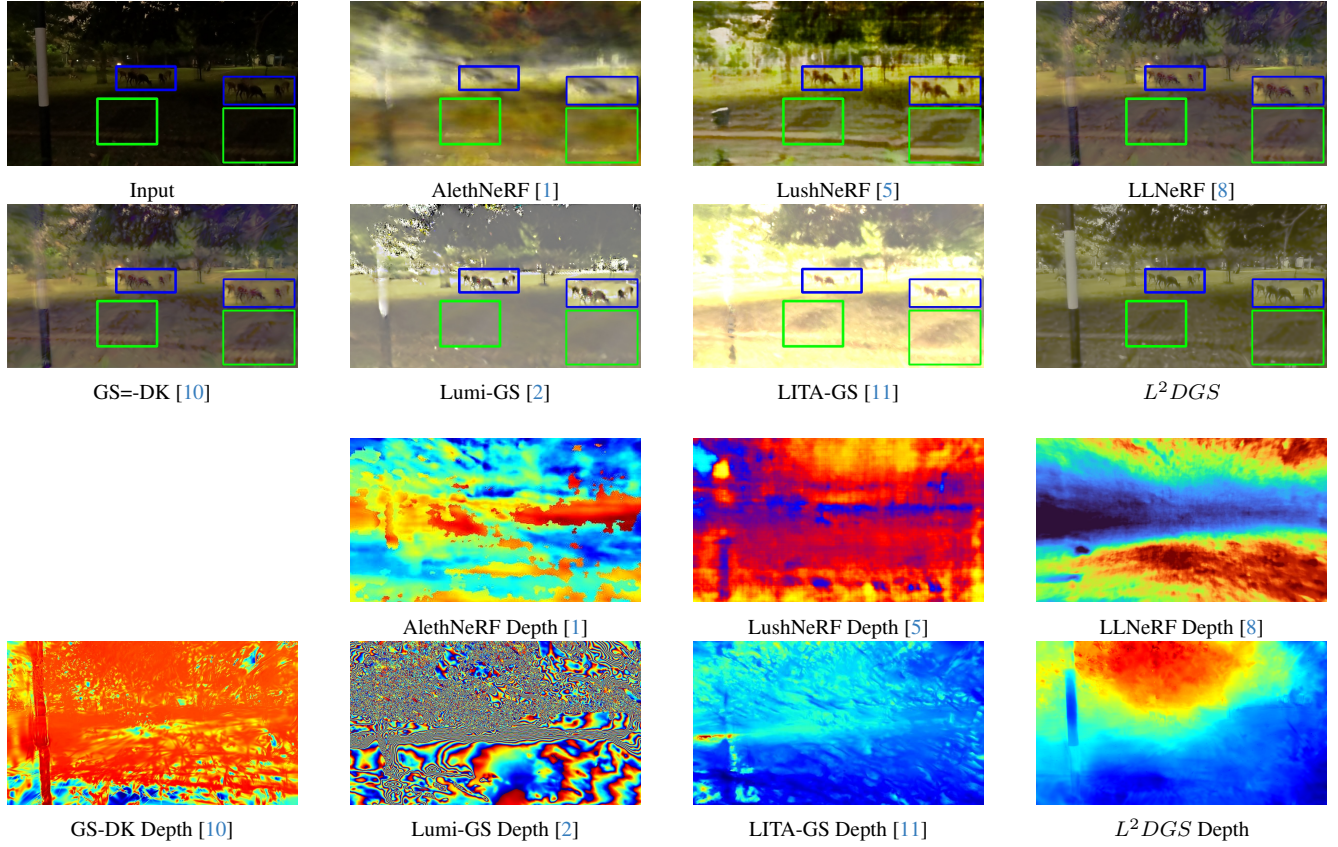 Input
AlethNeRF [1]
LushNeRF [5]
LLNeRF [8]
GS=-DK [10]
Lumi-GS [2]
LITA-GS [11]
L²DGS
AlethNeRF Depth [1]
LushNeRF Depth [5]
LLNeRF Depth [8]
GS-DK Depth [10]
Lumi-GS Depth [2]
LITA-GS Depth [11]
L²DGS Depth